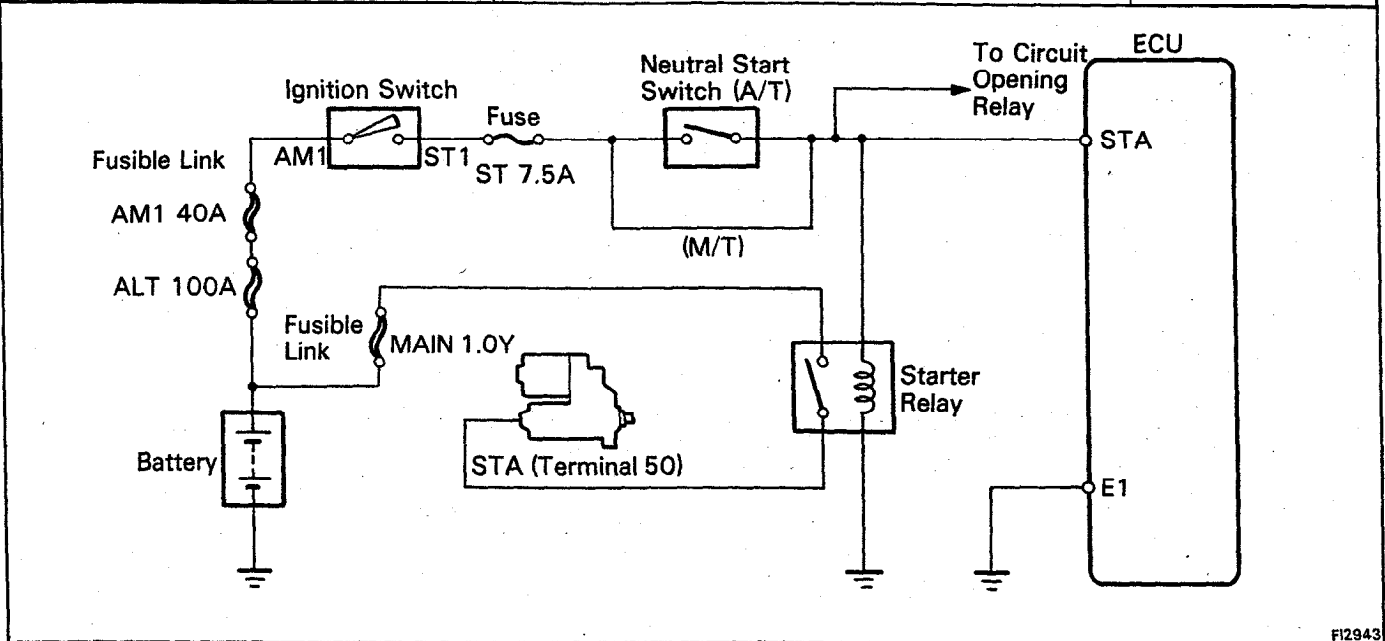 To Circuit
Opening
Relay
ECU
Neutral Start
Switch (A/T)
Ignition Switch
Fuse
Fusible Link
AM1
ST1
ST 7.5A
STA
AM1 40A
(M/T)
ALT 100A
Fusible
Link
MAIN 1.0Y
Starter
Relay
Battery
STA (Terminal 50)
E1
FI2943